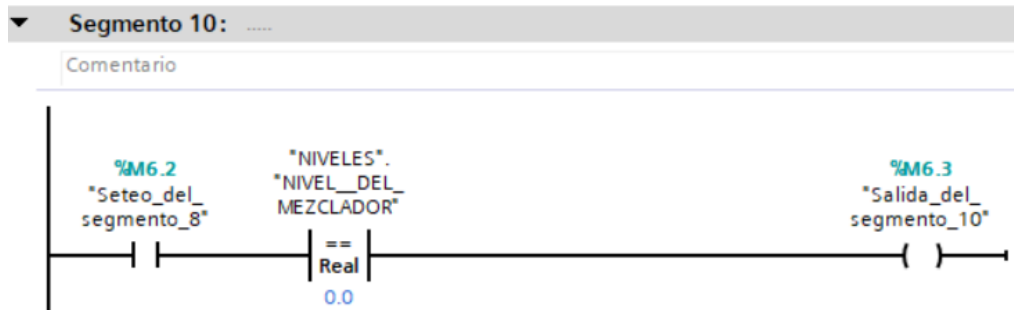 Segmento 10: .....
Comentario
%M6.2
"Seteo_del_
segmento_8"
"NIVELES".
"NIVEL__DEL_
MEZCLADOR"
==
Real
0.0
%M6.3
"Salida_del_
segmento_10"